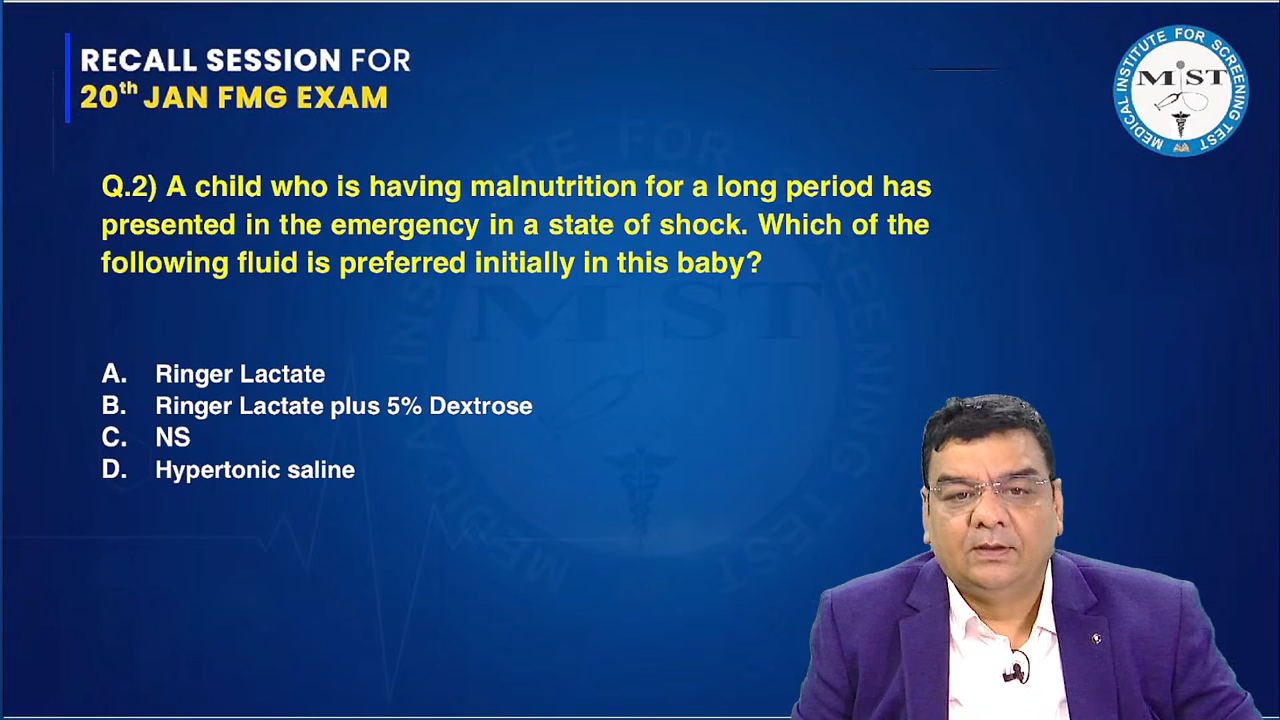 RECALL SESSION FOR
20th JAN FMG EXAM
MEDICAL INSTITUTE FOR SCREENING TEST
MIST
Q.2) A child who is having malnutrition for a long period has
presented in the emergency in a state of shock. Which of the
following fluid is preferred initially in this baby?
A. Ringer Lactate
B. Ringer Lactate plus 5% Dextrose
C. NS
D. Hypertonic saline